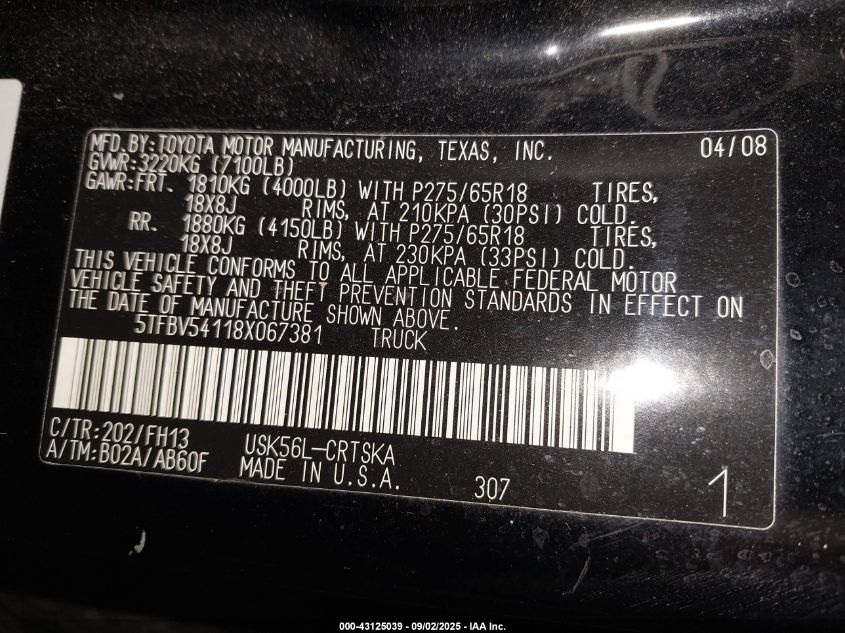 MFD. BY: TOYOTA MOTOR MANUFACTURING, TEXAS, INC. 04/08
GVWR: 3220KG (7100LB)
GAWR: FRT. 1810KG (4000LB) WITH P275/65R18 TIRES,
18X8J RIMS, AT 210KPA (30PSI) COLD.
RR. 1880KG (4150LB) WITH P275/65R18 TIRES,
18X8J RIMS, AT 230KPA (33PSI) COLD.
THIS VEHICLE CONFORMS TO ALL APPLICABLE FEDERAL MOTOR
VEHICLE SAFETY AND THEFT PREVENTION STANDARDS IN EFFECT ON
THE DATE OF MANUFACTURE SHOWN ABOVE.
5TFBV54118X067381 TRUCK
C/TR: 202/FH13 USK56L-CRTSKA
A/TM: B02A/AB60F MADE IN U.S.A. 307 1
000-43125039 - 09/02/2025 - IAA Inc.